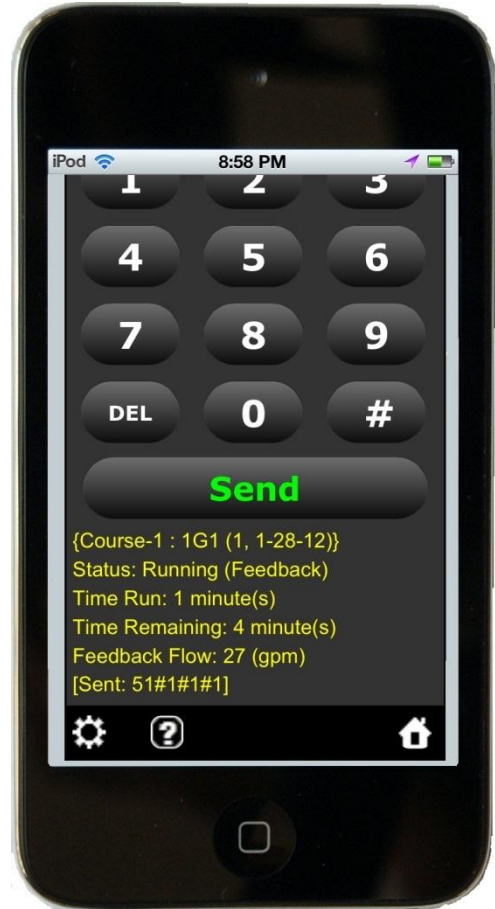 iPod 8:58 PM
1 2 3
4 5 6
7 8 9
DEL 0 #
Send
{Course-1 : 1G1 (1, 1-28-12)}
Status: Running (Feedback)
Time Run: 1 minute(s)
Time Remaining: 4 minute(s)
Feedback Flow: 27 (gpm)
[Sent: 51#1#1#1]
?